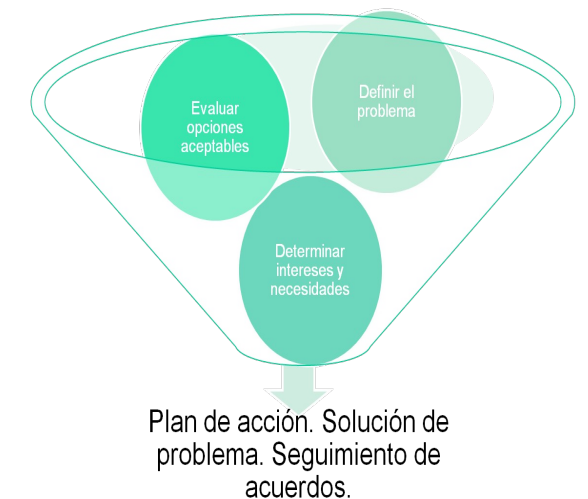 Evaluar
opciones
aceptables
Definir el
problema
Determinar
intereses y
necesidades
Plan de acción. Solución de
problema. Seguimiento de
acuerdos.